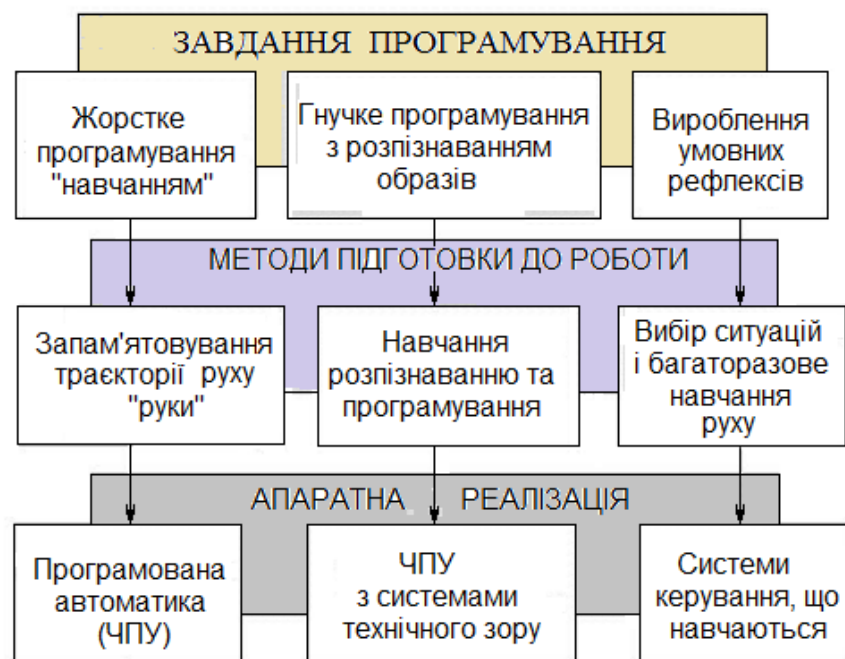 ЗАВДАННЯ ПРОГРАМУВАННЯ
Жорстке
програмування
"навчанням"
Гнучке програмування
з розпізнаванням
образів
Вироблення
умовних
рефлексів
МЕТОДИ ПІДГОТОВКИ ДО РОБОТИ
Запам'ятовування
траєкторії руху
"руки"
Навчання
розпізнаванню та
програмування
Вибір ситуацій
і багаторазове
навчання
руху
АПАРАТНА РЕАЛІЗАЦІЯ
Програмована
автоматика
(ЧПУ)
ЧПУ
з системами
технічного зору
Системи
керування, що
навчаються